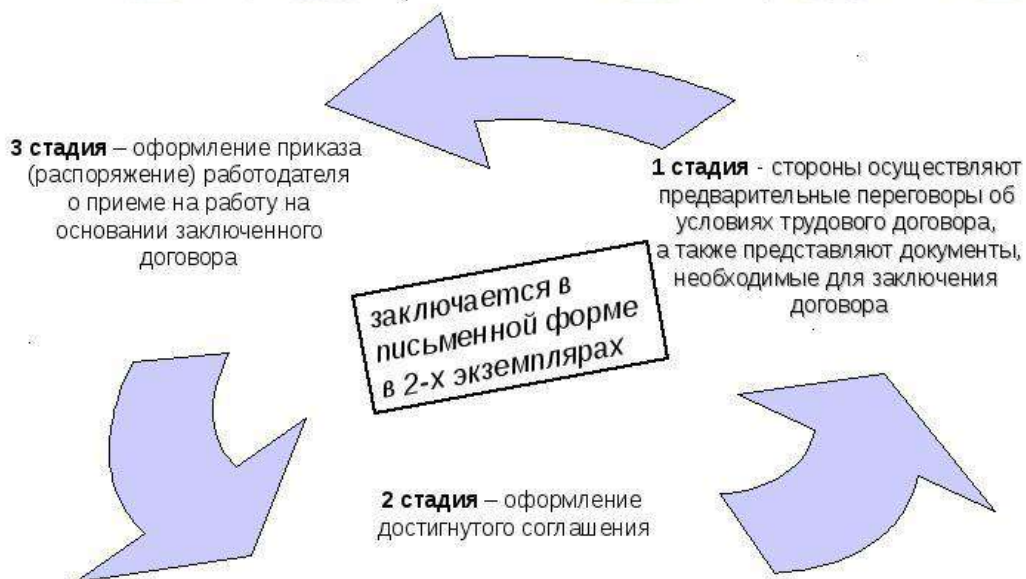 3 стадия – оформление приказа
(распоряжение) работодателя
о приеме на работу на
основании заключенного
договора
1 стадия - стороны осуществляют
предварительные переговоры об
условиях трудового договора,
а также представляют документы,
необходимые для заключения
договора
заключается в
письменной форме
в 2-х экземплярах
2 стадия – оформление
достигнутого соглашения